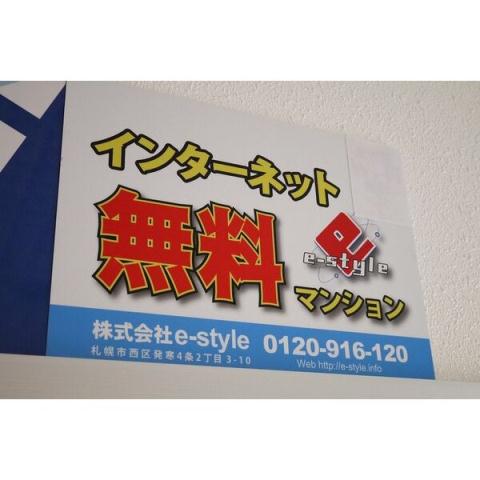 インターネット
無料
e-style
マンション
株式会社e-style 0120-916-120
札幌市西区発寒4条2丁目3-10
Web http://e-style.info